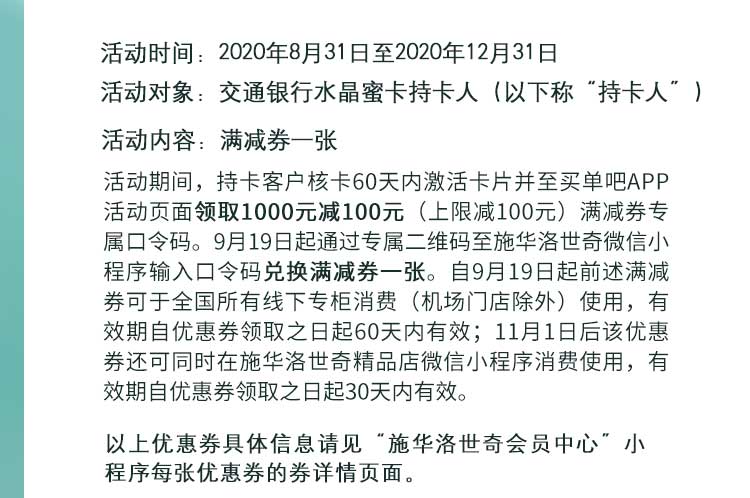 活动时间：2020年8月31日至2020年12月31日
活动对象：交通银行水晶蜜卡持卡人（以下称“持卡人”）
活动内容：满减券一张
活动期间，持卡客户核卡60天内激活卡片并至买单吧APP
活动页面领取1000元减100元（上限减100元）满减券专
属口令码。9月19日起通过专属二维码至施华洛世奇微信小
程序输入口令码兑换满减券一张。自9月19日起前述满减
券可于全国所有线下专柜消费（机场门店除外）使用，有
效期自优惠券领取之日起60天内有效；11月1日后该优惠
券还可同时在施华洛世奇精品店微信小程序消费使用，有
效期自优惠券领取之日起30天内有效。
以上优惠券具体信息请见“施华洛世奇会员中心”小
程序每张优惠券的券详情页面。